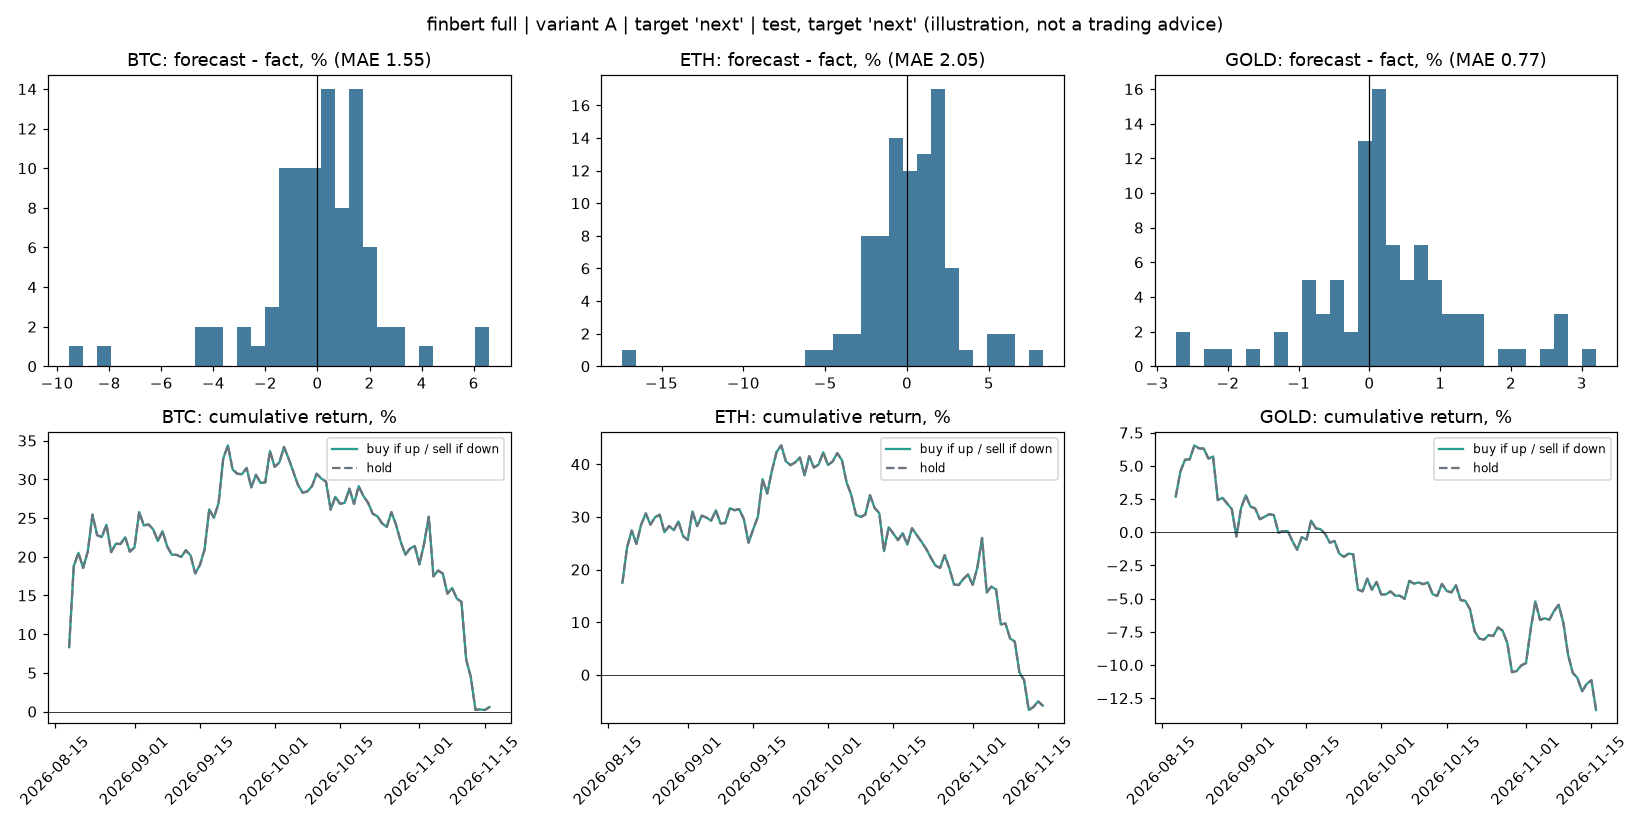 finbert full | variant A | target 'next' | test, target 'next' (illustration, not a trading advice)
BTC: forecast - fact, % (MAE 1.55)
14
12
10
8
6
4
2
0
−10 −8 −6 −4 −2 0 2 4 6
ETH: forecast - fact, % (MAE 2.05)
16
14
12
10
8
6
4
2
0
−15 −10 −5 0 5
GOLD: forecast - fact, % (MAE 0.77)
16
14
12
10
8
6
4
2
0
−3 −2 −1 0 1 2 3
BTC: cumulative return, %
35
30
25
20
15
10
5
0
buy if up / sell if down
hold
2026-08-15 2026-09-01 2026-09-15 2026-10-01 2026-10-15 2026-11-01 2026-11-15
ETH: cumulative return, %
40
30
20
10
0
buy if up / sell if down
hold
2026-08-15 2026-09-01 2026-09-15 2026-10-01 2026-10-15 2026-11-01 2026-11-15
GOLD: cumulative return, %
7.5
5.0
2.5
0.0
−2.5
−5.0
−7.5
−10.0
−12.5
buy if up / sell if down
hold
2026-08-15 2026-09-01 2026-09-15 2026-10-01 2026-10-15 2026-11-01 2026-11-15